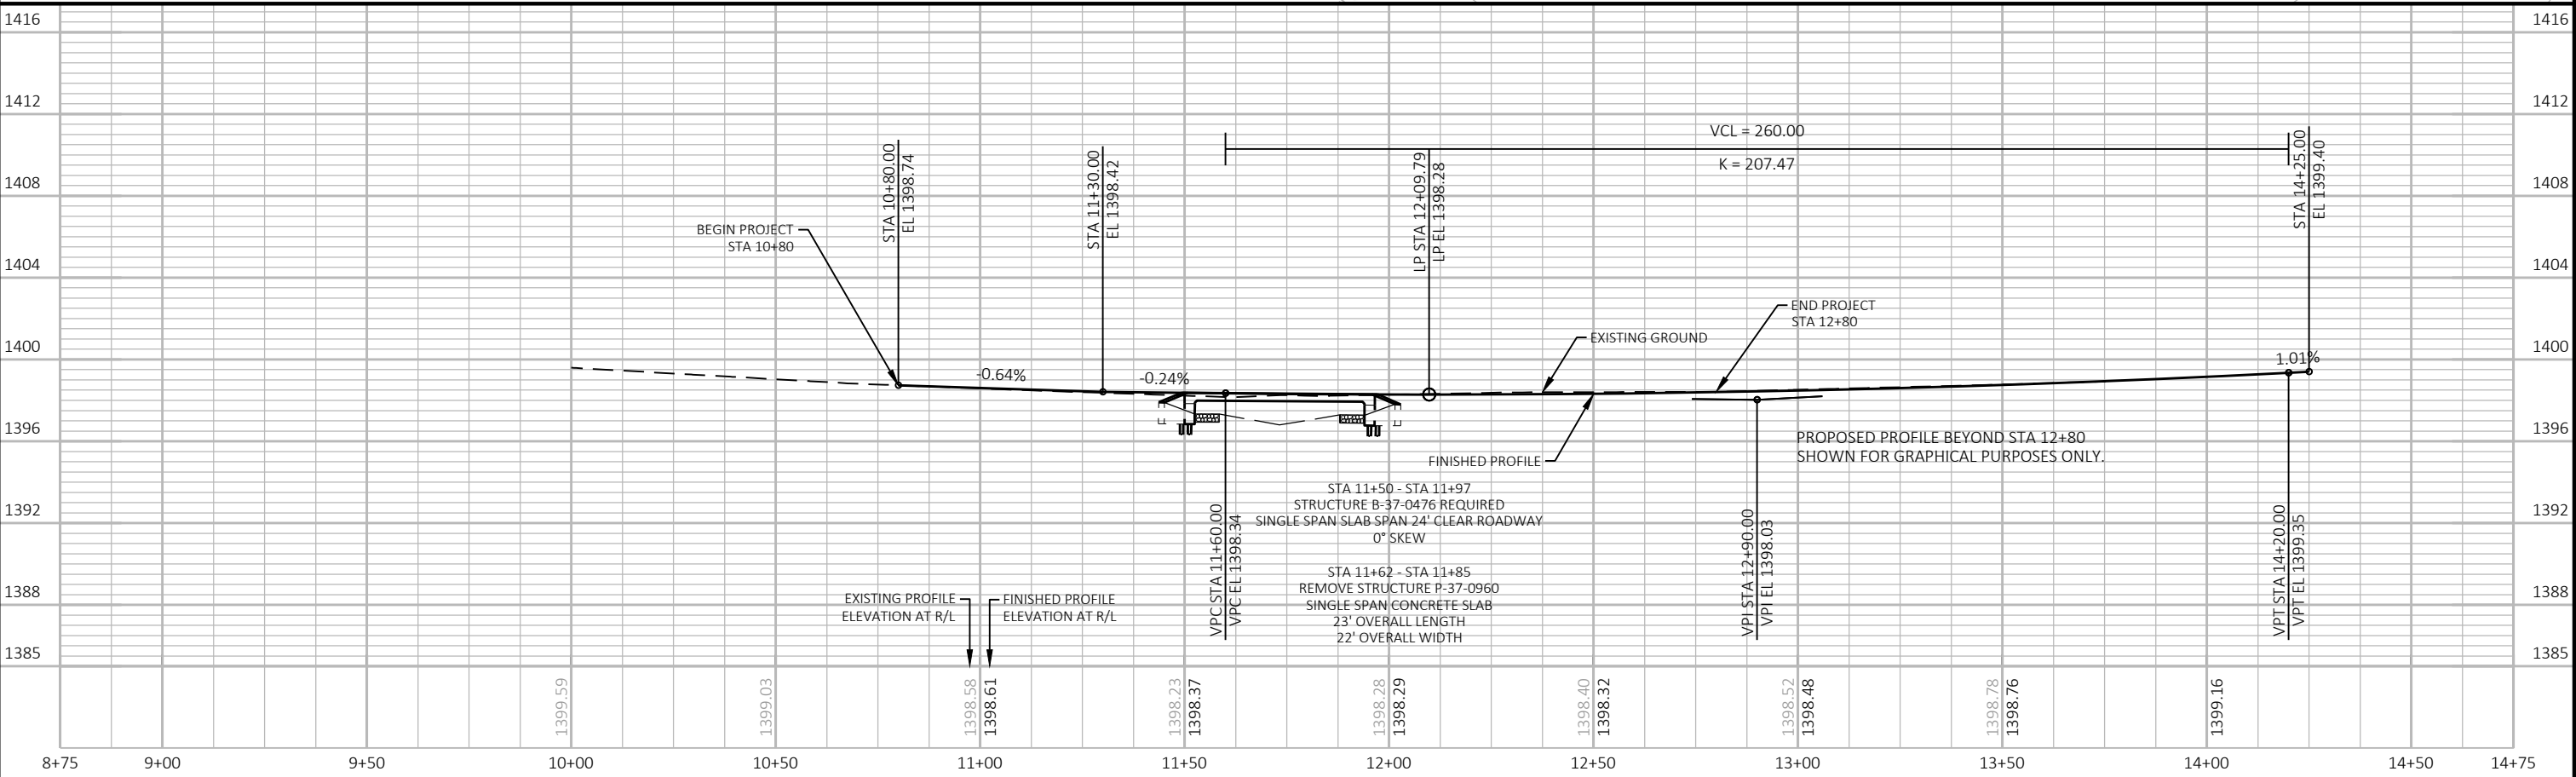 1416
1416
1412
1412
VCL = 260.00
K = 207.47
1408
1408
STA 10+80.00
EL 1398.74
STA 11+30.00
EL 1398.42
LP STA 12+09.79
LP EL 1398.28
STA 14+25.00
EL 1399.40
BEGIN PROJECT
STA 10+80
1404
1404
END PROJECT
STA 12+80
EXISTING GROUND
1400
1400
-0.64%
-0.24%
1.01%
1396
1396
FINISHED PROFILE
PROPOSED PROFILE BEYOND STA 12+80
SHOWN FOR GRAPHICAL PURPOSES ONLY.
STA 11+50 - STA 11+97
STRUCTURE B-37-0476 REQUIRED
SINGLE SPAN SLAB SPAN 24' CLEAR ROADWAY
0° SKEW
1392
1392
VPC STA 11+60.00
VPC EL 1398.34
VPI STA 12+90.00
VPI EL 1398.03
VPT STA 14+20.00
VPT EL 1399.35
STA 11+62 - STA 11+85
REMOVE STRUCTURE P-37-0960
SINGLE SPAN CONCRETE SLAB
23' OVERALL LENGTH
22' OVERALL WIDTH
1388
1388
EXISTING PROFILE
ELEVATION AT R/L
FINISHED PROFILE
ELEVATION AT R/L
1385
1385
1399.59
1399.03
1398.58
1398.61
1398.23
1398.37
1398.28
1398.29
1398.40
1398.32
1398.52
1398.48
1398.78
1398.76
1399.16
8+75
9+00
9+50
10+00
10+50
11+00
11+50
12+00
12+50
13+00
13+50
14+00
14+50
14+75